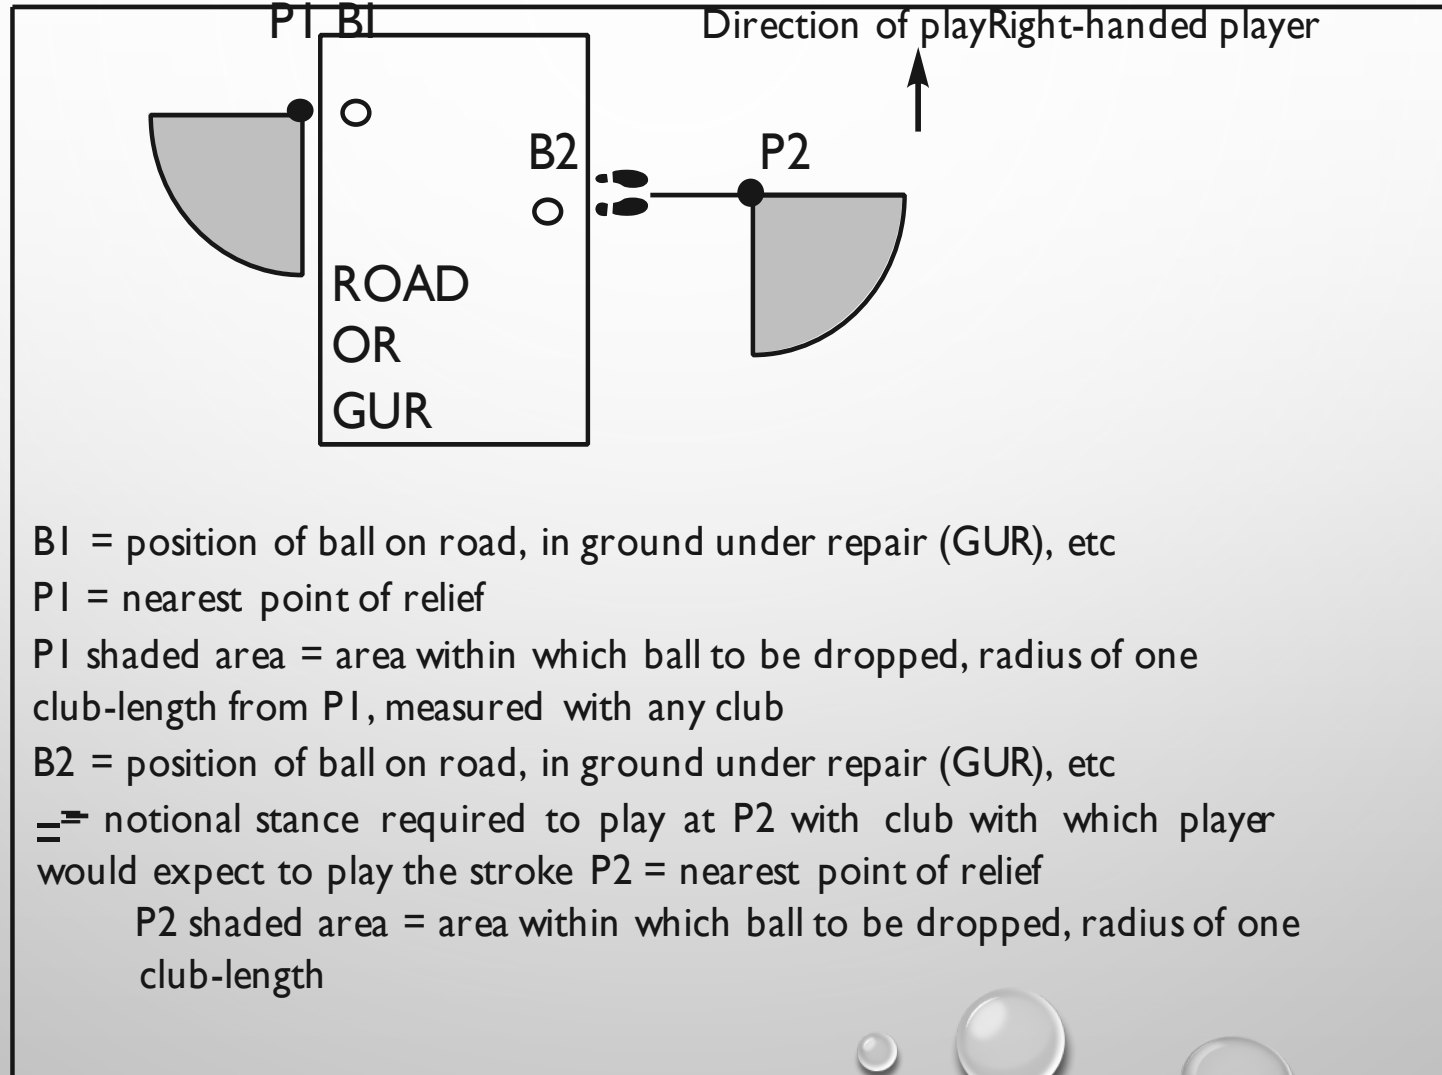 P1 B1
Direction of playRight-handed player
B2
P2
ROAD
OR
GUR
B1 = position of ball on road, in ground under repair (GUR), etc
P1 = nearest point of relief
P1 shaded area = area within which ball to be dropped, radius of one
club-length from P1, measured with any club
B2 = position of ball on road, in ground under repair (GUR), etc
= notional stance required to play at P2 with club with which player
would expect to play the stroke P2 = nearest point of relief
P2 shaded area = area within which ball to be dropped, radius of one
club-length